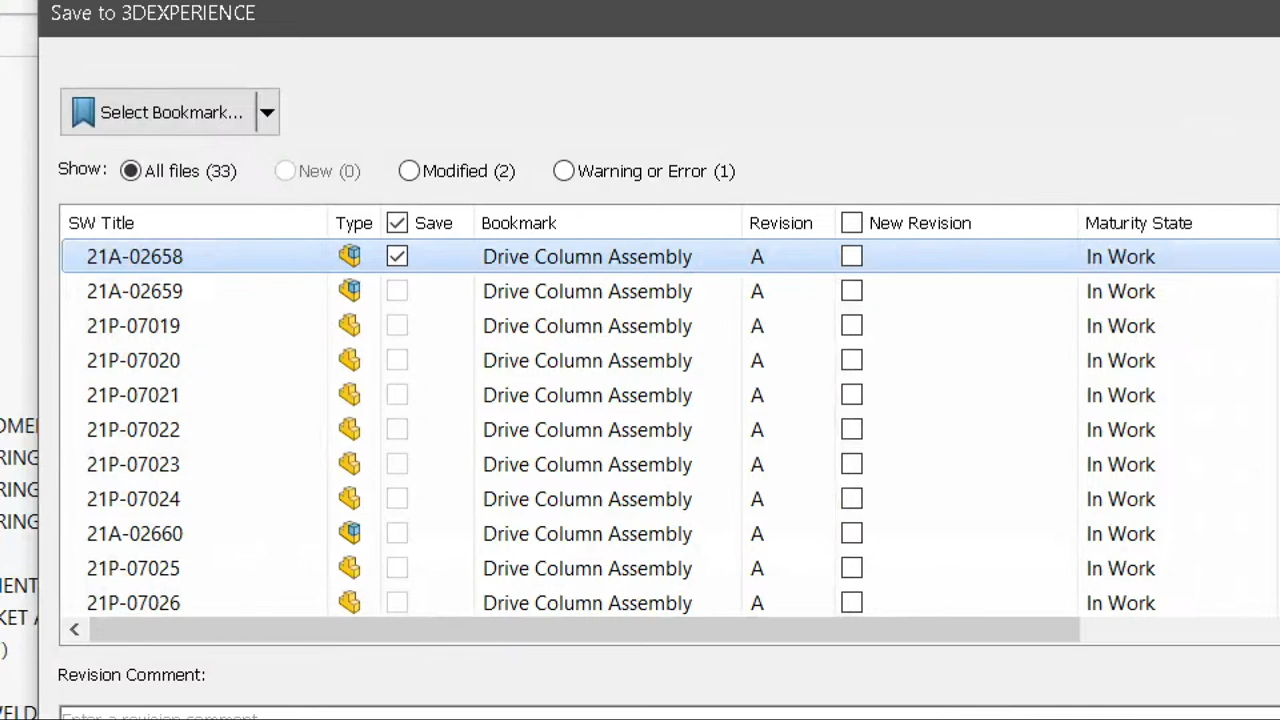 Save to 3DEXPERIENCE
Select Bookmark...
Show: All files (33) New (0) Modified (2) Warning or Error (1)
SW Title Type Save Bookmark Revision New Revision Maturity State
21A-02658 Drive Column Assembly A In Work
21A-02659 Drive Column Assembly A In Work
21P-07019 Drive Column Assembly A In Work
21P-07020 Drive Column Assembly A In Work
21P-07021 Drive Column Assembly A In Work
21P-07022 Drive Column Assembly A In Work
21P-07023 Drive Column Assembly A In Work
21P-07024 Drive Column Assembly A In Work
21A-02660 Drive Column Assembly A In Work
21P-07025 Drive Column Assembly A In Work
21P-07026 Drive Column Assembly A In Work
Revision Comment:
Enter a revision comment